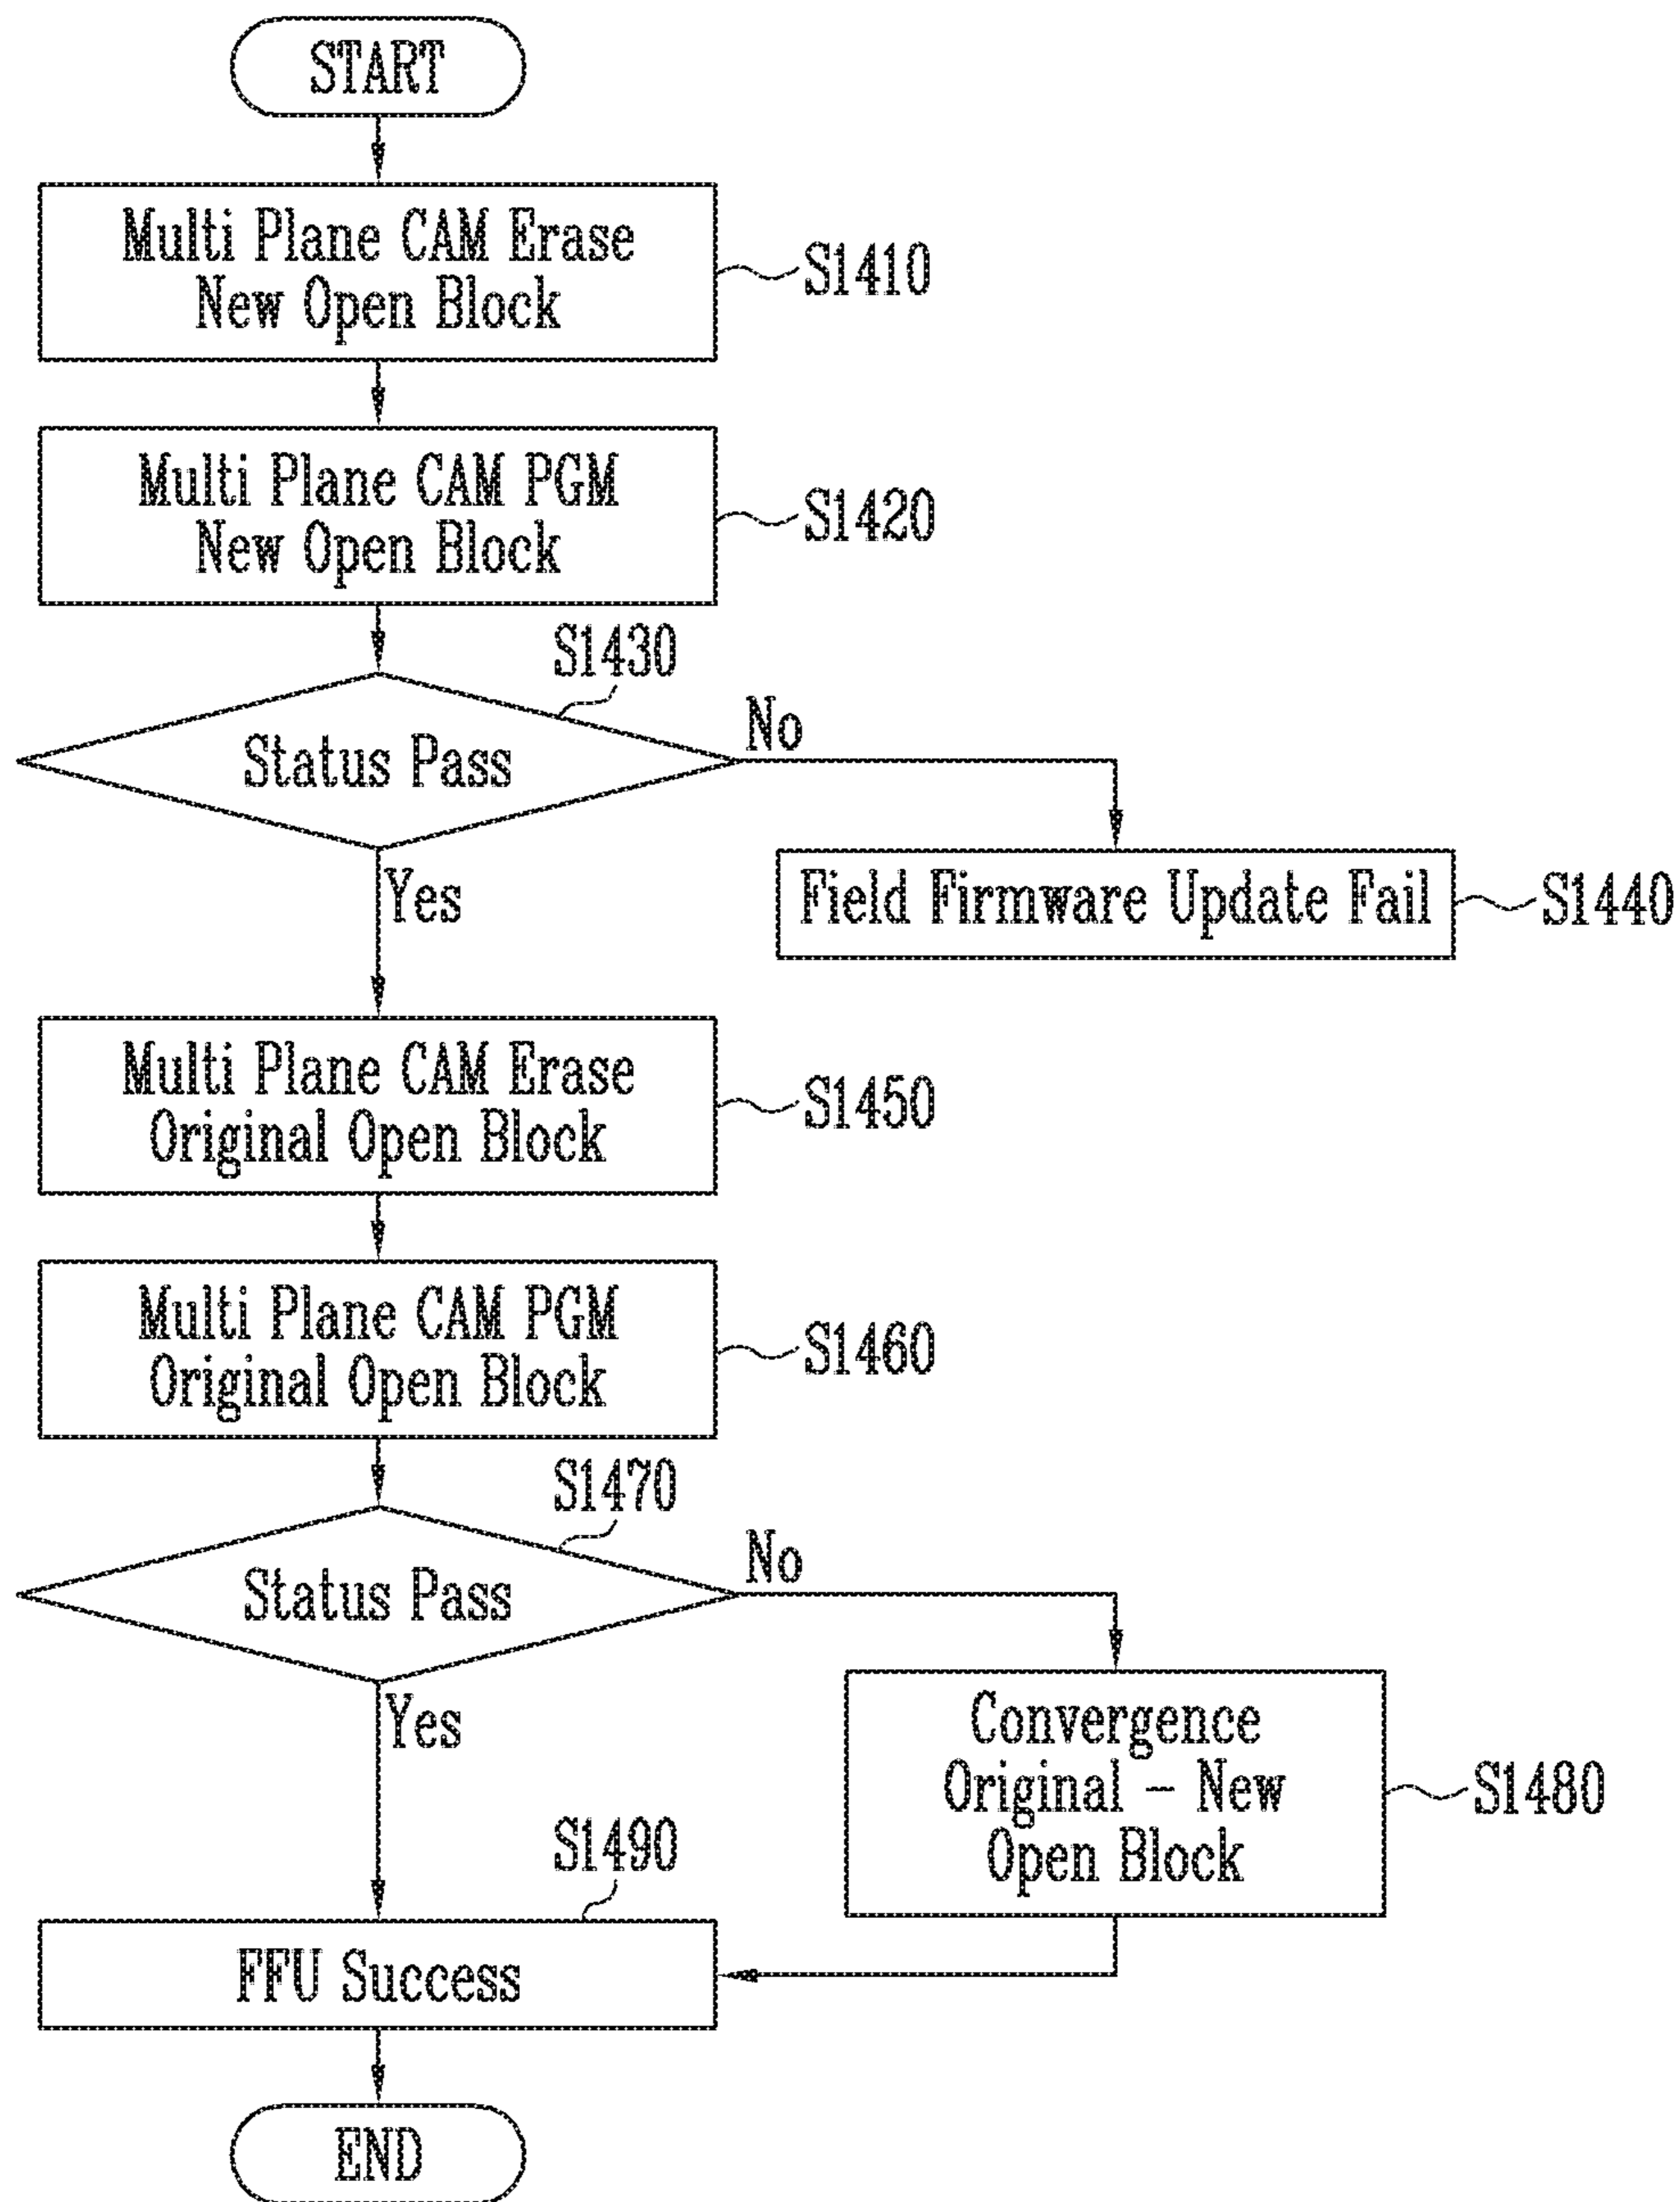 START
Multi Plane CAM Erase
New Open Block
S1410
Multi Plane CAM PGM
New Open Block
S1420
S1430
Status Pass
No
Yes
Field Firmware Update Fail
S1440
Multi Plane CAM Erase
Original Open Block
S1450
Multi Plane CAM PGM
Original Open Block
S1460
S1470
Status Pass
No
Yes
Convergence
Original - New
Open Block
S1480
S1490
FFU Success
END